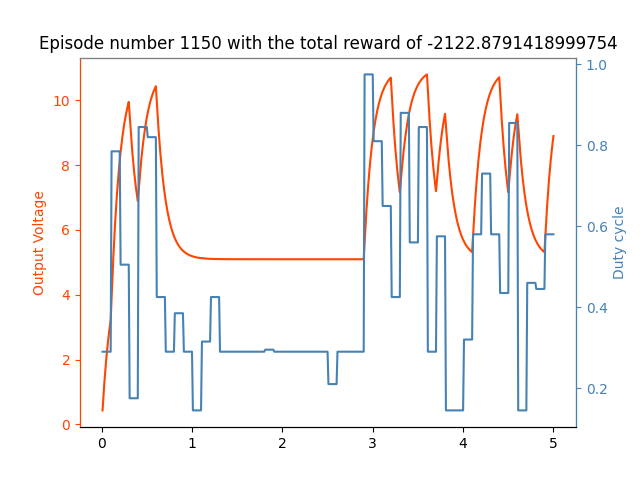 Episode number 1150 with the total reward of -2122.8791418999754
Output Voltage
10
8
6
4
2
0
1.0
0.8
0.6
0.4
0.2
Duty cycle
0 1 2 3 4 5